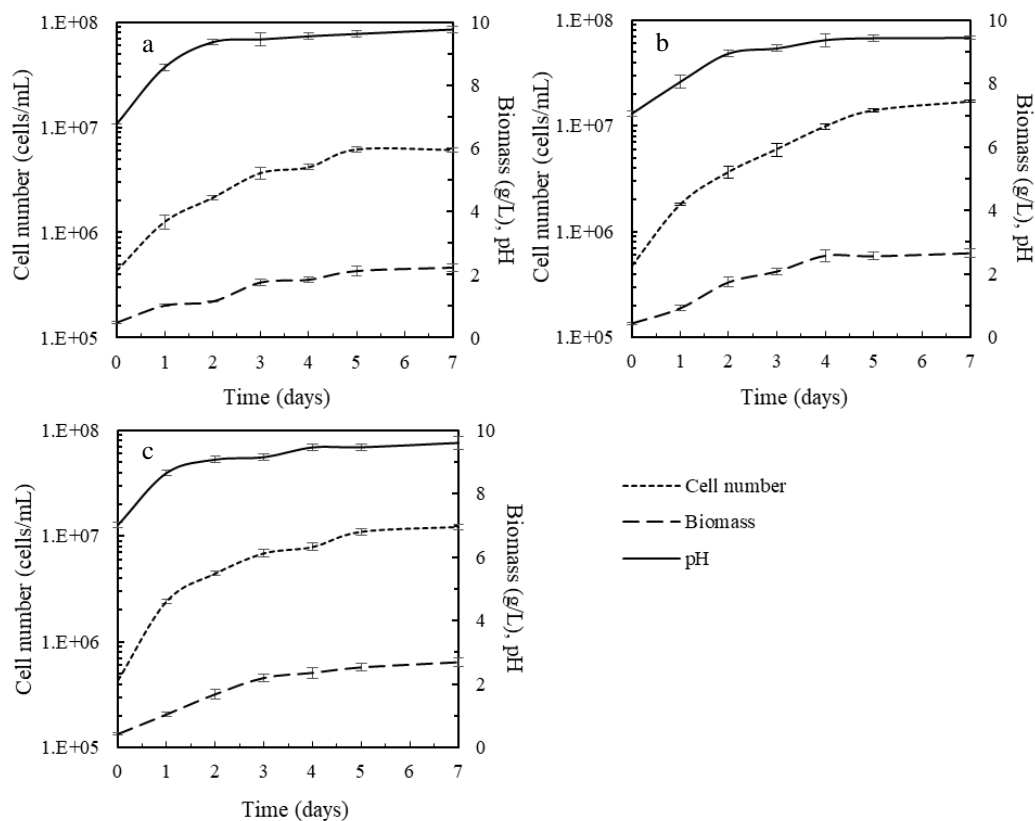 a
1.E+08
1.E+07
1.E+06
1.E+05
Cell number (cells/mL)
10
8
6
4
2
0
Biomass (g/L), pH
0 1 2 3 4 5 6 7
Time (days)
b
1.E+08
1.E+07
1.E+06
1.E+05
Cell number (cells/mL)
10
8
6
4
2
0
Biomass (g/L), pH
0 1 2 3 4 5 6 7
Time (days)
c
1.E+08
1.E+07
1.E+06
1.E+05
Cell number (cells/mL)
10
8
6
4
2
0
Biomass (g/L), pH
0 1 2 3 4 5 6 7
Time (days)
Cell number
Biomass
pH